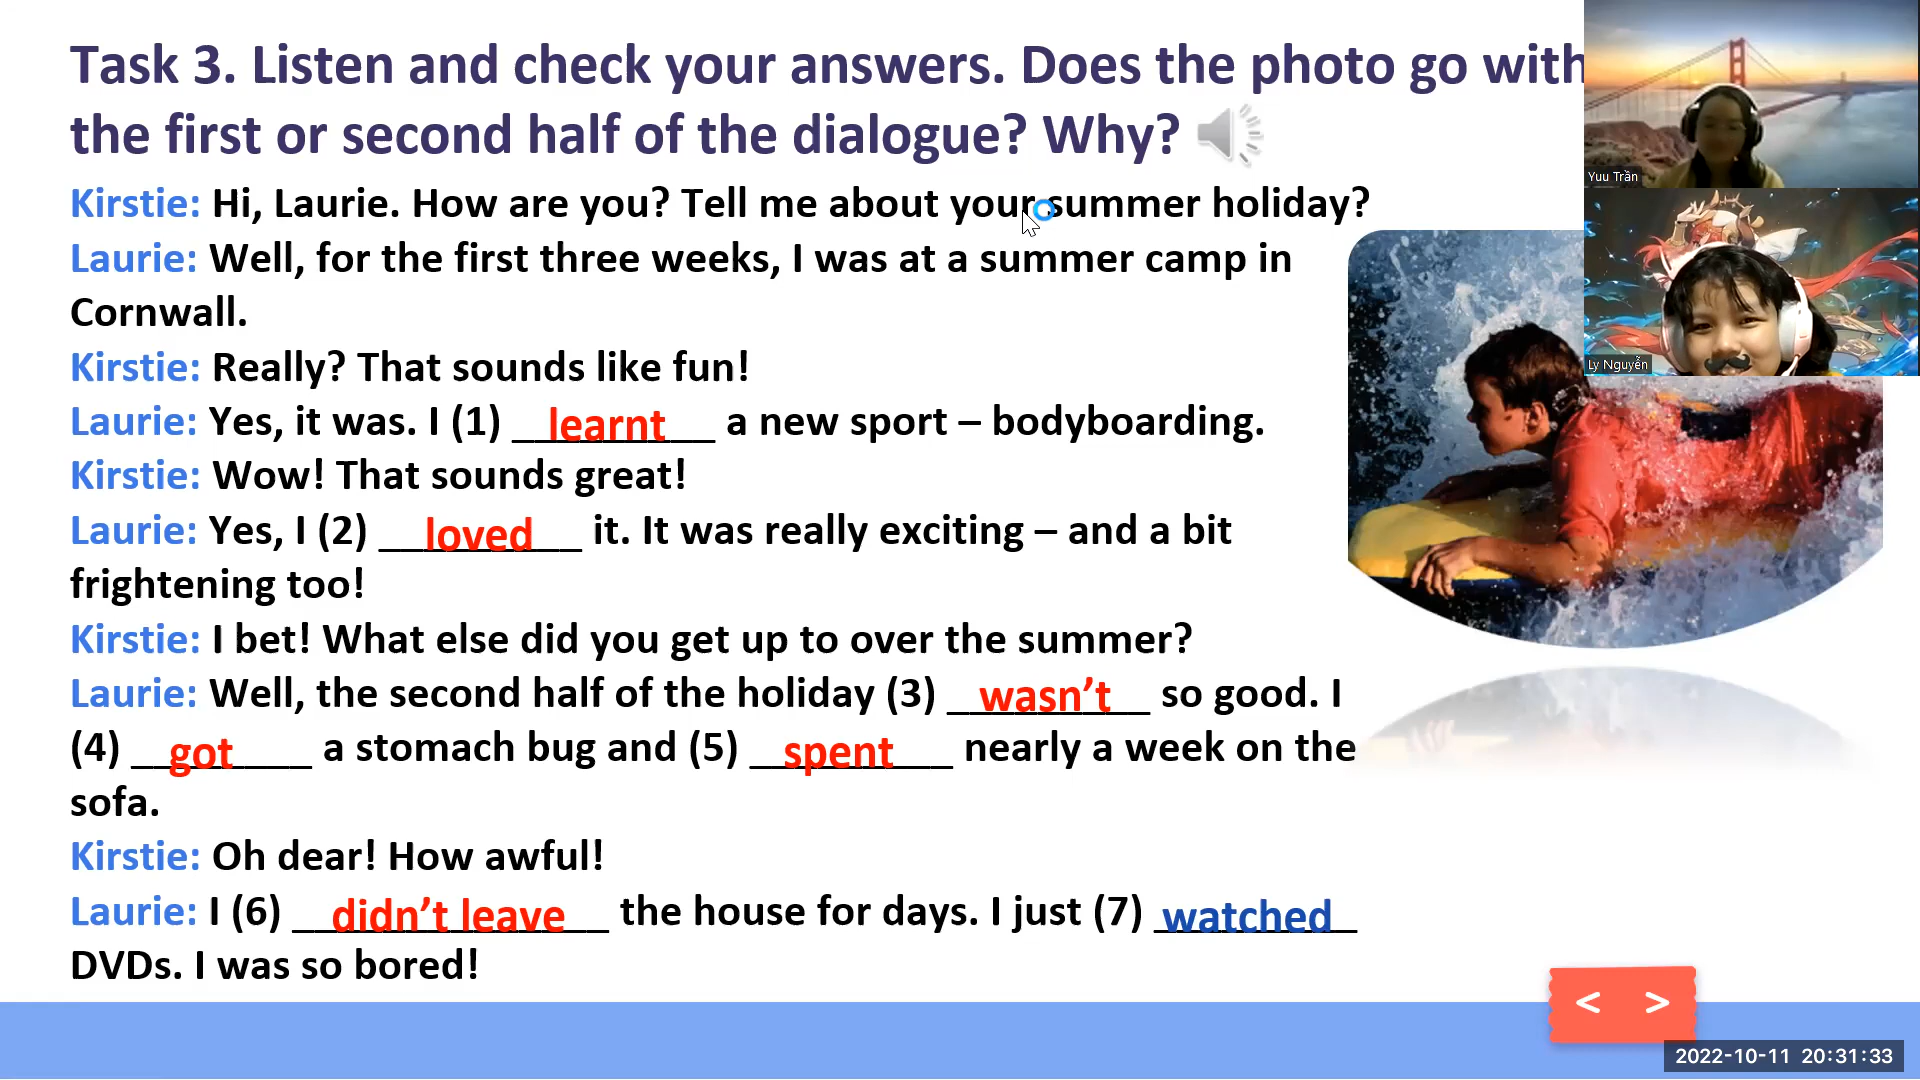 Task 3. Listen and check your answers. Does the photo go with
the first or second half of the dialogue? Why?
Kirstie: Hi, Laurie. How are you? Tell me about your summer holiday?
Laurie: Well, for the first three weeks, I was at a summer camp in
Cornwall.
Kirstie: Really? That sounds like fun!
Laurie: Yes, it was. I (1) learnt a new sport – bodyboarding.
Kirstie: Wow! That sounds great!
Laurie: Yes, I (2) loved it. It was really exciting – and a bit
frightening too!
Kirstie: I bet! What else did you get up to over the summer?
Laurie: Well, the second half of the holiday (3) wasn’t so good. I
(4) got a stomach bug and (5) spent nearly a week on the
sofa.
Kirstie: Oh dear! How awful!
Laurie: I (6) didn’t leave the house for days. I just (7) watched
DVDs. I was so bored!
Yuu Trần
Ly Nguyễn
< >
2022-10-11 20:31:33